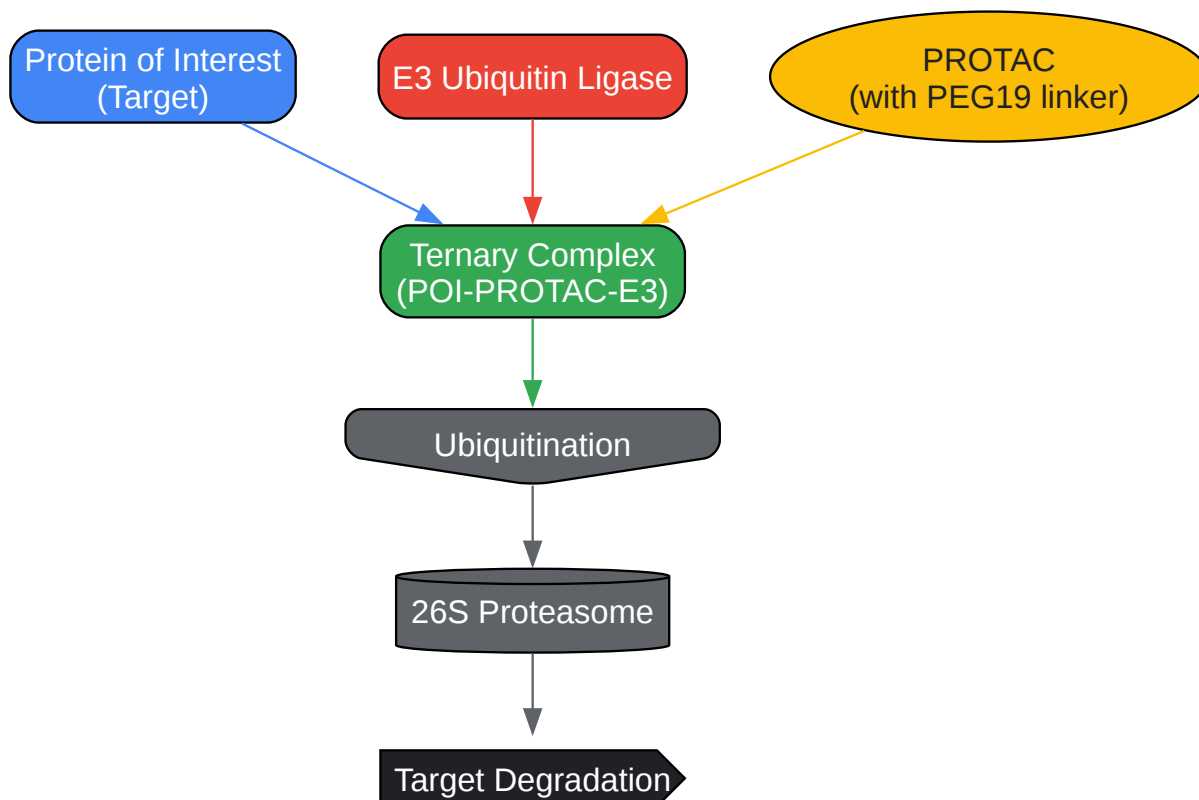 Protein of Interest
(Target)
E3 Ubiquitin Ligase
PROTAC
(with PEG19 linker)
Ternary Complex
(POI-PROTAC-E3)
Ubiquitination
26S Proteasome
Target Degradation